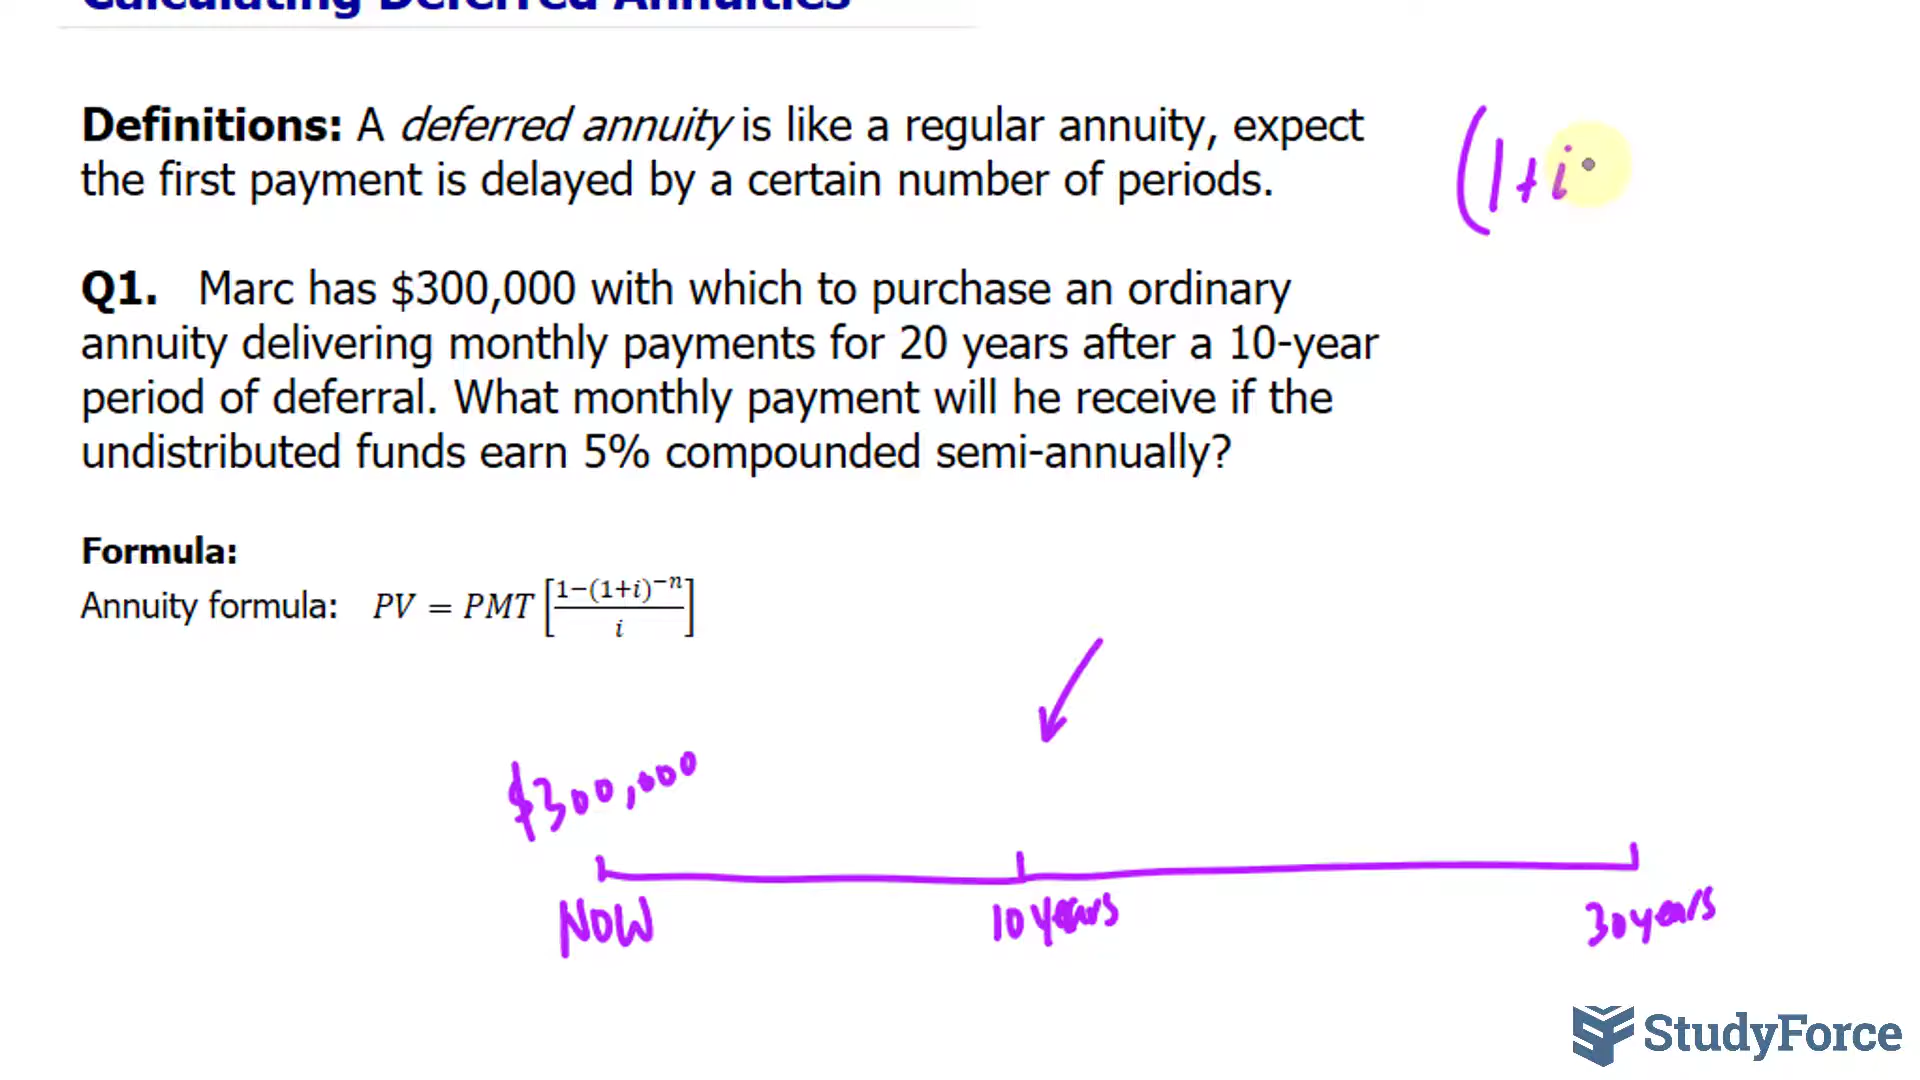 Calculating Deferred Annuities
Definitions: A deferred annuity is like a regular annuity, expect
the first payment is delayed by a certain number of periods.
(1+i
Q1. Marc has $300,000 with which to purchase an ordinary
annuity delivering monthly payments for 20 years after a 10-year
period of deferral. What monthly payment will he receive if the
undistributed funds earn 5% compounded semi-annually?
Formula:
Annuity formula: PV = PMT [1−(1+i)^−n / i]
$300,000
NOW 10 years 30 years
StudyForce